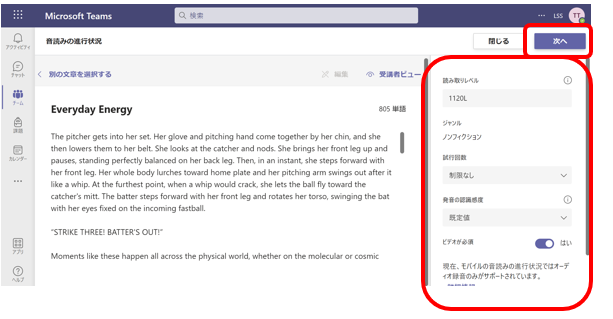 Microsoft Teams
検索
LSS
TT
アクティビティ
チャット
チーム
課題
カレンダー
アプリ
ヘルプ
音読みの進行状況
閉じる
次へ
別の文章を選択する
編集
受講者ビュー
Everyday Energy
805 単語
The pitcher gets into her set. Her glove and pitching hand come together by her chin, and she
then lowers them to her belt. She looks at the catcher and nods. She brings her front leg up and
pauses, standing perfectly balanced on her back leg. Then, in an instant, she steps forward with
her front leg. Her whole body lurches toward home plate and her pitching arm swings out after it
like a whip. At the furthest point, when a whip would crack, she lets the ball fly toward the
catcher's mitt. The batter steps forward with her front leg and rotates her torso, swinging the bat
with her eyes fixed on the incoming fastball.
"STRIKE THREE! BATTER'S OUT!"
Moments like these happen all across the physical world, whether on the molecular or cosmic
読み取りレベル
1120L
ジャンル
ノンフィクション
試行回数
制限なし
発音の認識感度
既定値
ビデオが必須
はい
現在、モバイルの音読みの進行状況ではオーデ
ィオ録音のみがサポートされています。